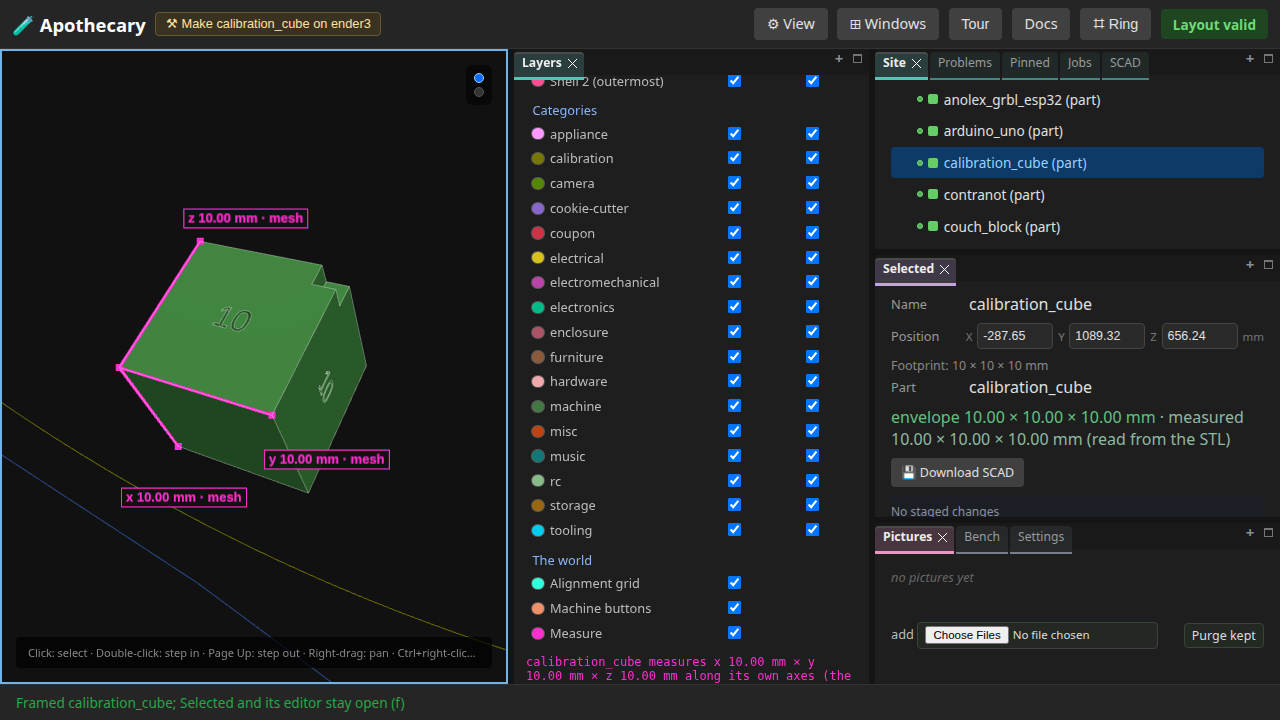 Apothecary
⚒ Make calibration_cube on ender3
⚙ View
⊞ Windows
Tour
Docs
⌗ Ring
Layout valid
z 10.00 mm · mesh
10
10
y 10.00 mm · mesh
x 10.00 mm · mesh
Click: select · Double-click: step in · Page Up: step out · Right-drag: pan · Ctrl+right-clic...
Layers
Shell 2 (outermost)
Categories
appliance
calibration
camera
cookie-cutter
coupon
electrical
electromechanical
electronics
enclosure
furniture
hardware
machine
misc
music
rc
storage
tooling
The world
Alignment grid
Machine buttons
Measure
calibration_cube measures x 10.00 mm × y
10.00 mm × z 10.00 mm along its own axes (the
Site
Problems
Pinned
Jobs
SCAD
anolex_grbl_esp32 (part)
arduino_uno (part)
calibration_cube (part)
contranot (part)
couch_block (part)
Selected
Name calibration_cube
Position X -287.65 Y 1089.32 Z 656.24 mm
Footprint: 10 × 10 × 10 mm
Part calibration_cube
envelope 10.00 × 10.00 × 10.00 mm · measured
10.00 × 10.00 × 10.00 mm (read from the STL)
💾 Download SCAD
No staged changes
Pictures
Bench
Settings
no pictures yet
add Choose Files No file chosen
Purge kept
Framed calibration_cube; Selected and its editor stay open (f)